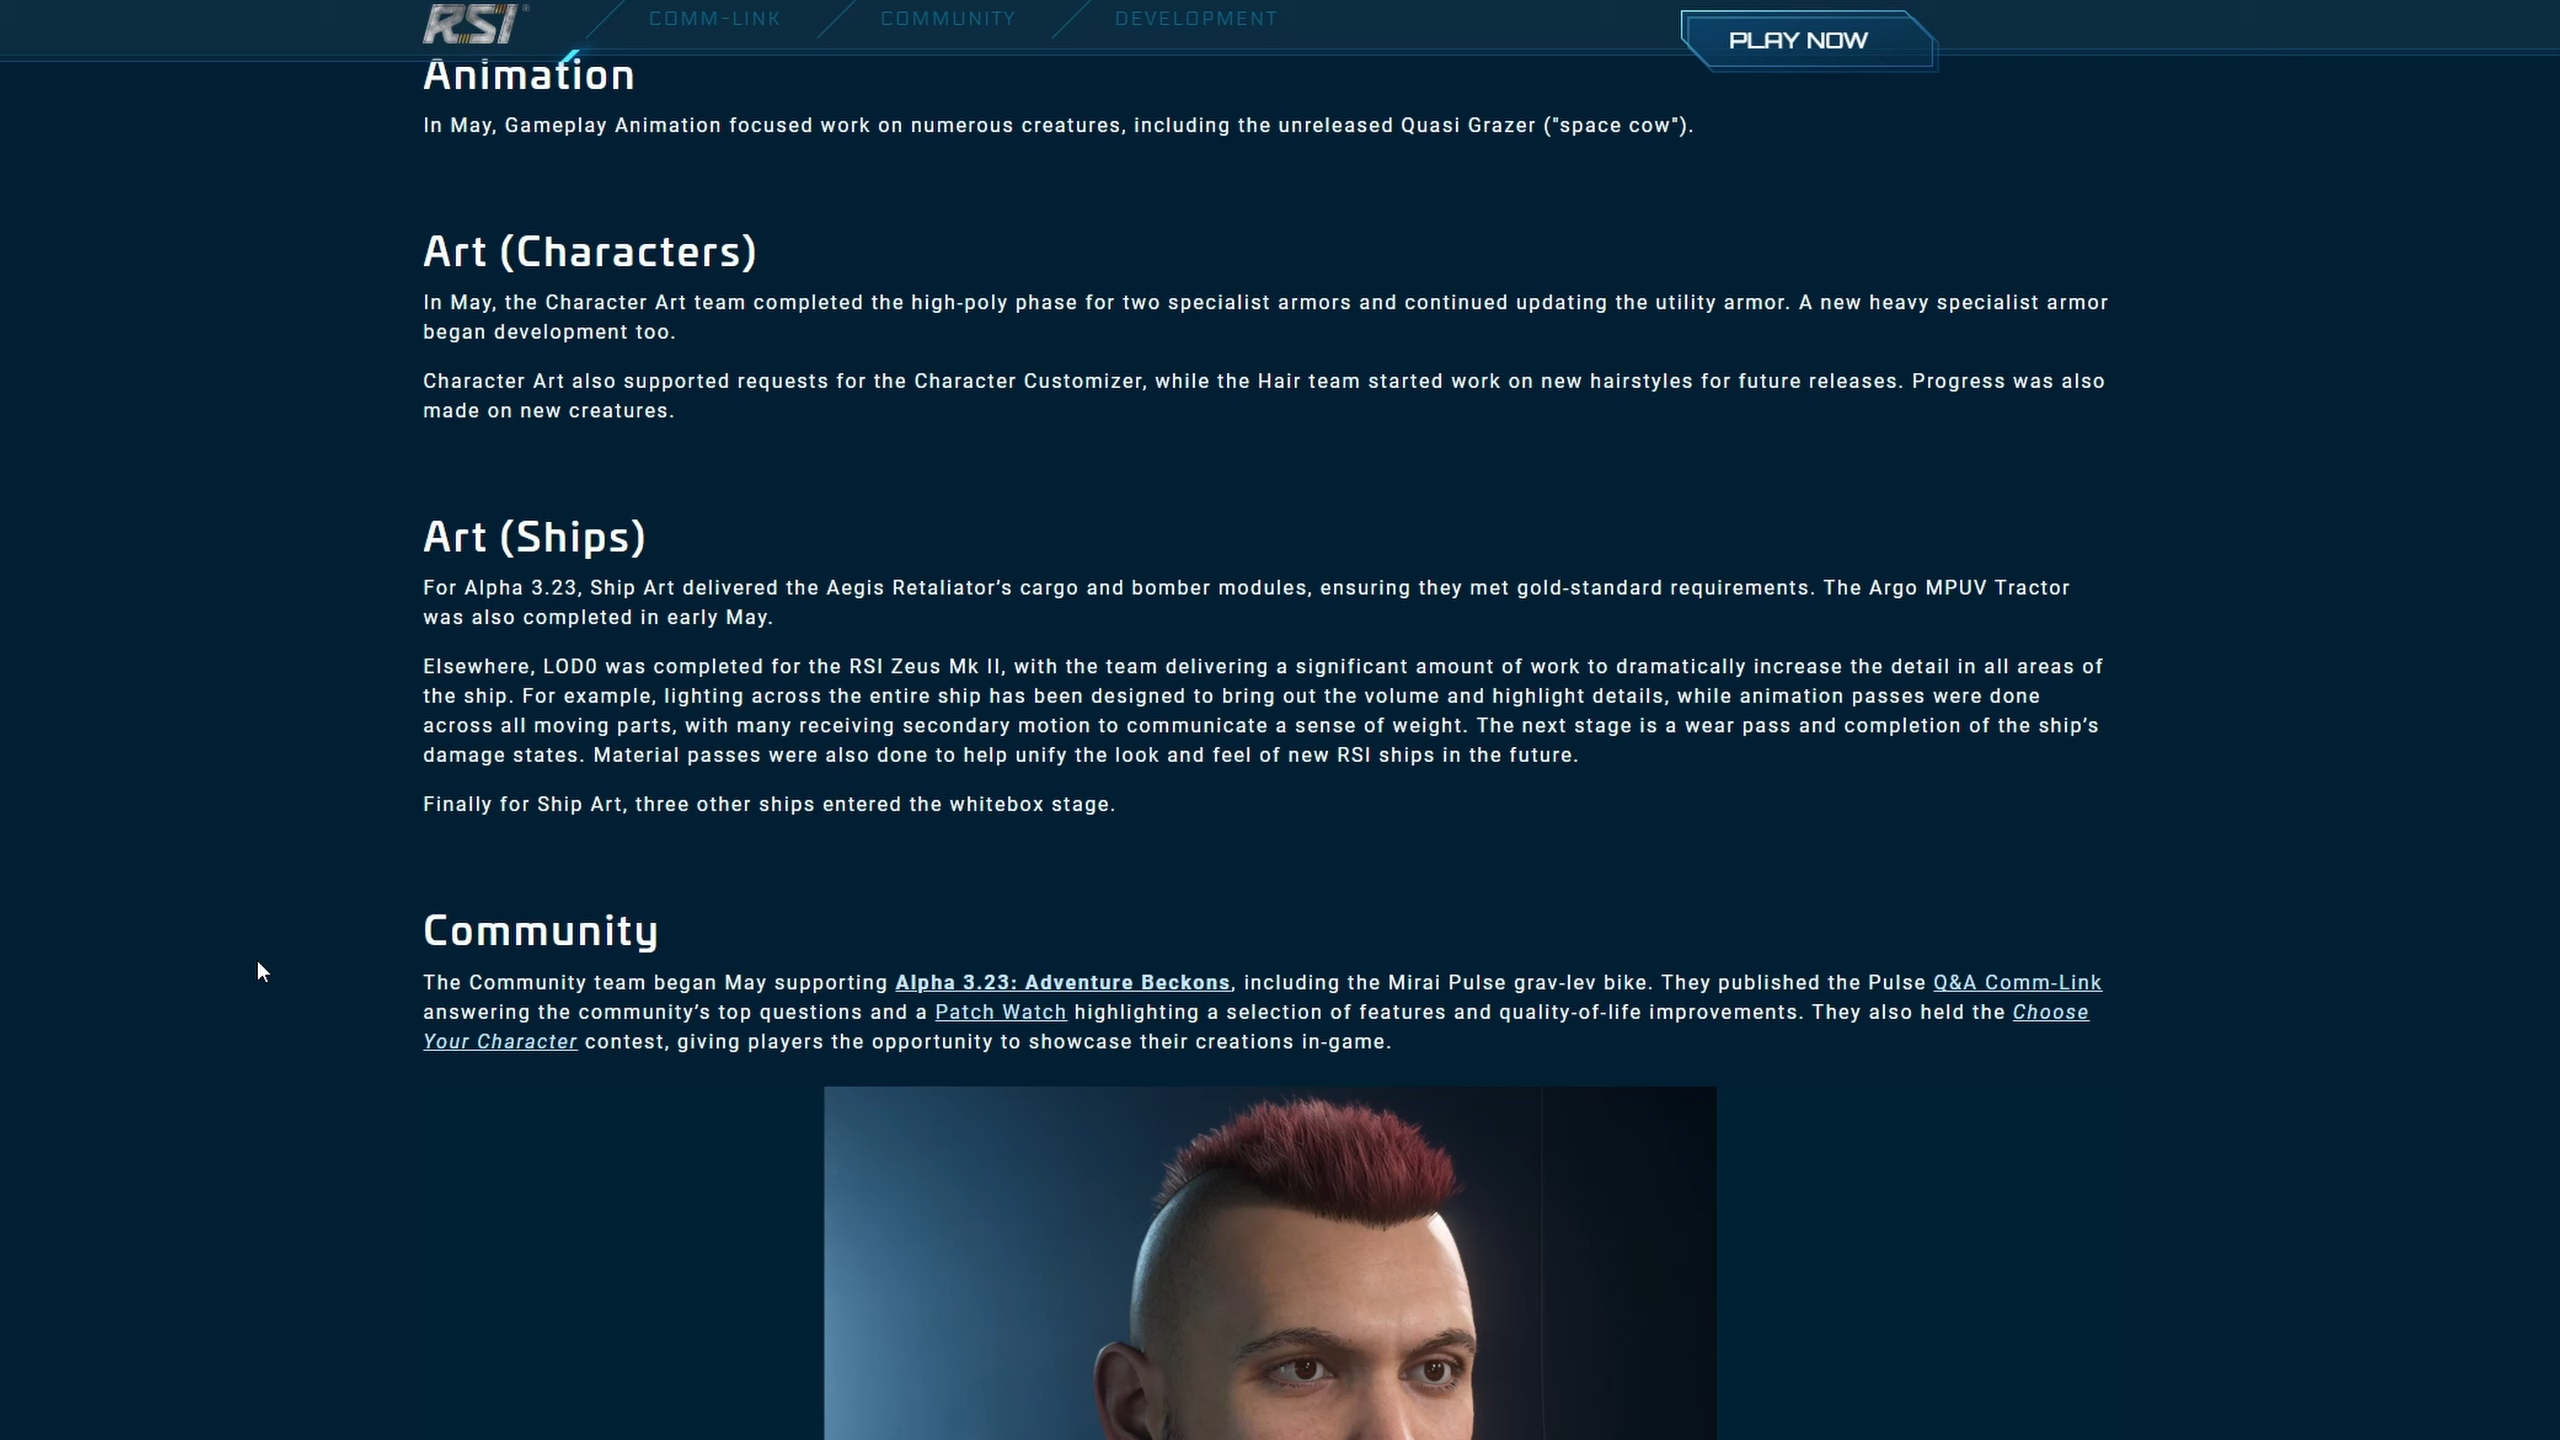 RSI
COMM-LINK
COMMUNITY
DEVELOPMENT
PLAY NOW
Animation
In May, Gameplay Animation focused work on numerous creatures, including the unreleased Quasi Grazer ("space cow").
Art (Characters)
In May, the Character Art team completed the high-poly phase for two specialist armors and continued updating the utility armor. A new heavy specialist armor
began development too.
Character Art also supported requests for the Character Customizer, while the Hair team started work on new hairstyles for future releases. Progress was also
made on new creatures.
Art (Ships)
For Alpha 3.23, Ship Art delivered the Aegis Retaliator’s cargo and bomber modules, ensuring they met gold-standard requirements. The Argo MPUV Tractor
was also completed in early May.
Elsewhere, LOD0 was completed for the RSI Zeus Mk II, with the team delivering a significant amount of work to dramatically increase the detail in all areas of
the ship. For example, lighting across the entire ship has been designed to bring out the volume and highlight details, while animation passes were done
across all moving parts, with many receiving secondary motion to communicate a sense of weight. The next stage is a wear pass and completion of the ship’s
damage states. Material passes were also done to help unify the look and feel of new RSI ships in the future.
Finally for Ship Art, three other ships entered the whitebox stage.
Community
The Community team began May supporting Alpha 3.23: Adventure Beckons, including the Mirai Pulse grav-lev bike. They published the Pulse Q&A Comm-Link
answering the community’s top questions and a Patch Watch highlighting a selection of features and quality-of-life improvements. They also held the Choose
Your Character contest, giving players the opportunity to showcase their creations in-game.